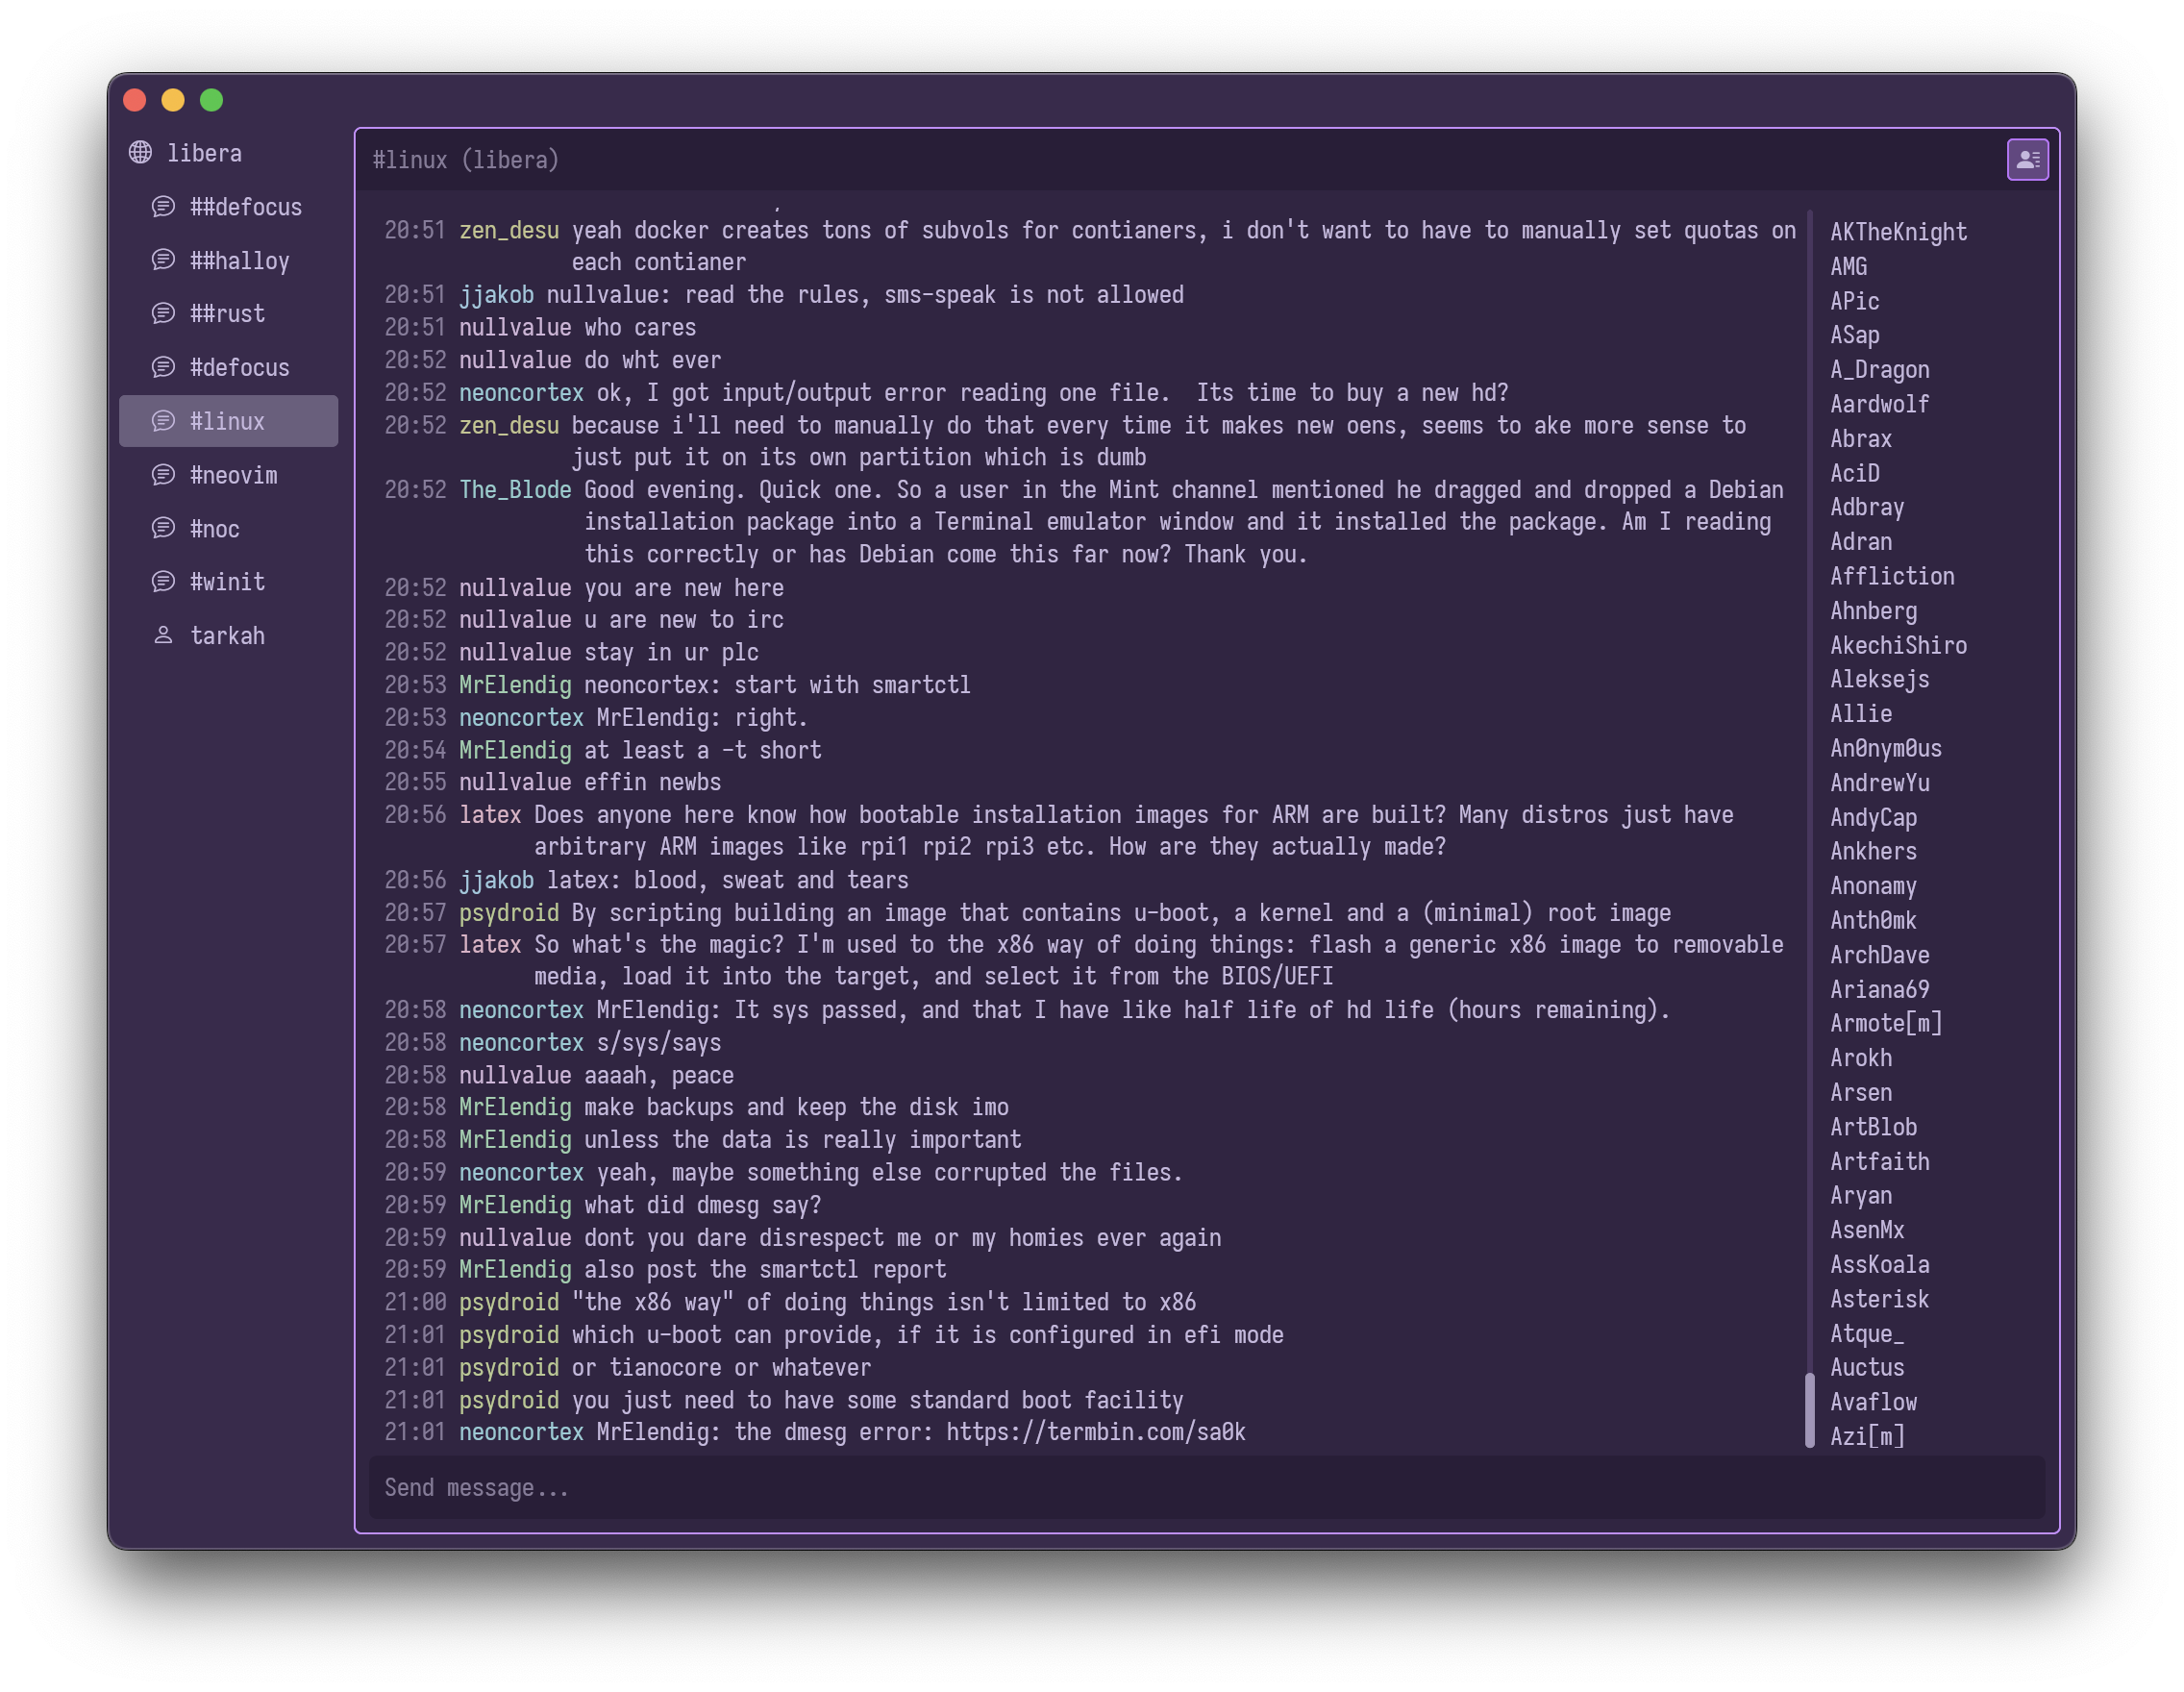 libera
##defocus
##halloy
##rust
#defocus
#linux
#neovim
#noc
#winit
tarkah
#linux (libera)
20:51 zen_desu yeah docker creates tons of subvols for contianers, i don't want to have to manually set quotas on
each contianer
20:51 jjakob nullvalue: read the rules, sms-speak is not allowed
20:51 nullvalue who cares
20:52 nullvalue do wht ever
20:52 neoncortex ok, I got input/output error reading one file.  Its time to buy a new hd?
20:52 zen_desu because i'll need to manually do that every time it makes new oens, seems to ake more sense to
just put it on its own partition which is dumb
20:52 The_Blode Good evening. Quick one. So a user in the Mint channel mentioned he dragged and dropped a Debian
installation package into a Terminal emulator window and it installed the package. Am I reading
this correctly or has Debian come this far now? Thank you.
20:52 nullvalue you are new here
20:52 nullvalue u are new to irc
20:52 nullvalue stay in ur plc
20:53 MrElendig neoncortex: start with smartctl
20:53 neoncortex MrElendig: right.
20:54 MrElendig at least a -t short
20:55 nullvalue effin newbs
20:56 latex Does anyone here know how bootable installation images for ARM are built? Many distros just have
arbitrary ARM images like rpi1 rpi2 rpi3 etc. How are they actually made?
20:56 jjakob latex: blood, sweat and tears
20:57 psydroid By scripting building an image that contains u-boot, a kernel and a (minimal) root image
20:57 latex So what's the magic? I'm used to the x86 way of doing things: flash a generic x86 image to removable
media, load it into the target, and select it from the BIOS/UEFI
20:58 neoncortex MrElendig: It sys passed, and that I have like half life of hd life (hours remaining).
20:58 neoncortex s/sys/says
20:58 nullvalue aaaah, peace
20:58 MrElendig make backups and keep the disk imo
20:58 MrElendig unless the data is really important
20:59 neoncortex yeah, maybe something else corrupted the files.
20:59 MrElendig what did dmesg say?
20:59 nullvalue dont you dare disrespect me or my homies ever again
20:59 MrElendig also post the smartctl report
21:00 psydroid "the x86 way" of doing things isn't limited to x86
21:01 psydroid which u-boot can provide, if it is configured in efi mode
21:01 psydroid or tianocore or whatever
21:01 psydroid you just need to have some standard boot facility
21:01 neoncortex MrElendig: the dmesg error: https://termbin.com/sa0k
Send message...
AKTheKnight
AMG
APic
ASap
A_Dragon
Aardwolf
Abrax
AciD
Adbray
Adran
Affliction
Ahnberg
AkechiShiro
Aleksejs
Allie
An0nym0us
AndrewYu
AndyCap
Ankhers
Anonamy
Anth0mk
ArchDave
Ariana69
Armote[m]
Arokh
Arsen
ArtBlob
Artfaith
Aryan
AsenMx
AssKoala
Asterisk
Atque_
Auctus
Avaflow
Azi[m]